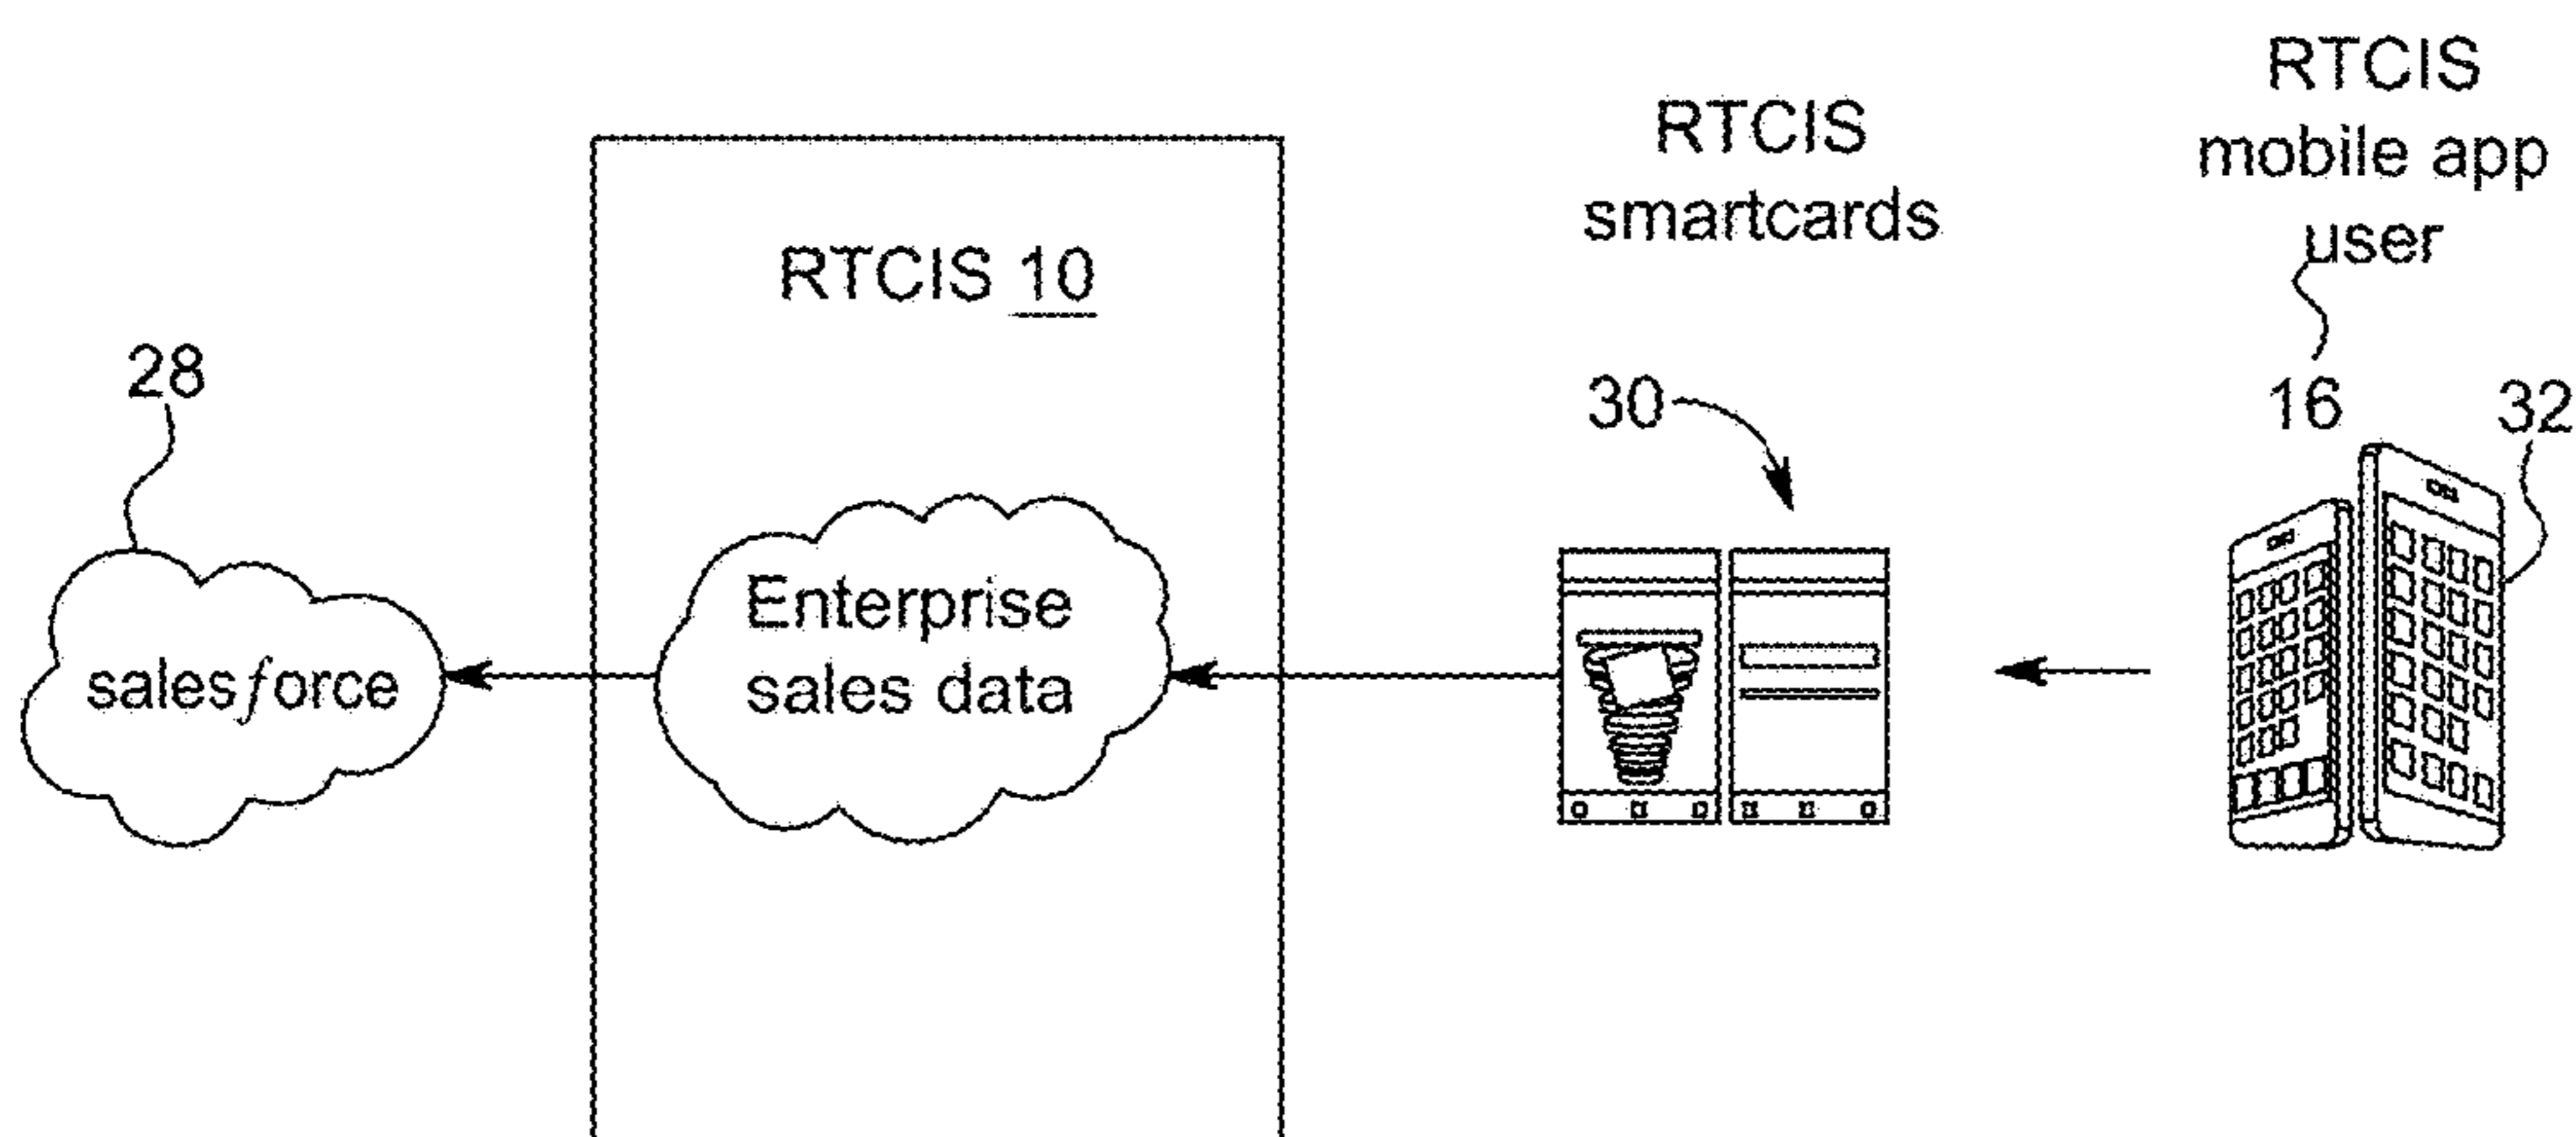 RTCIS
mobile app
user
RTCIS
smartcards
RTCIS 10
28
30
16
32
Enterprise
sales data
salesforce